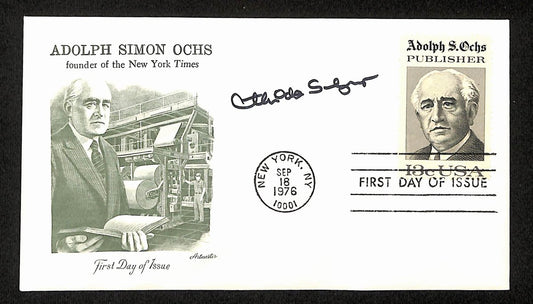 ADOLPH SIMON OCHS
founder of the New York Times
First Day of Issue
Artmaster
NEW YORK, NY
SEP
18
1976
10001
Adolph S. Ochs
PUBLISHER
13c USA
FIRST DAY OF ISSUE